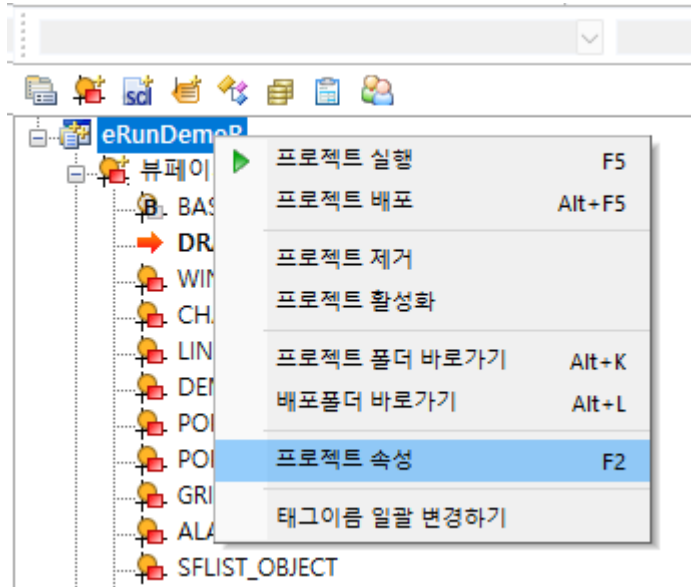 scl
eRunDemoR
프로젝트 실행 F5
뷰페이
프로젝트 배포 Alt+F5
BAS
DRA
프로젝트 제거
WIN
프로젝트 활성화
CHA
LIN
프로젝트 폴더 바로가기 Alt+K
DEM
배포폴더 바로가기 Alt+L
POI
POI
프로젝트 속성 F2
GRI
태그이름 일괄 변경하기
ALA
SFLIST_OBJECT